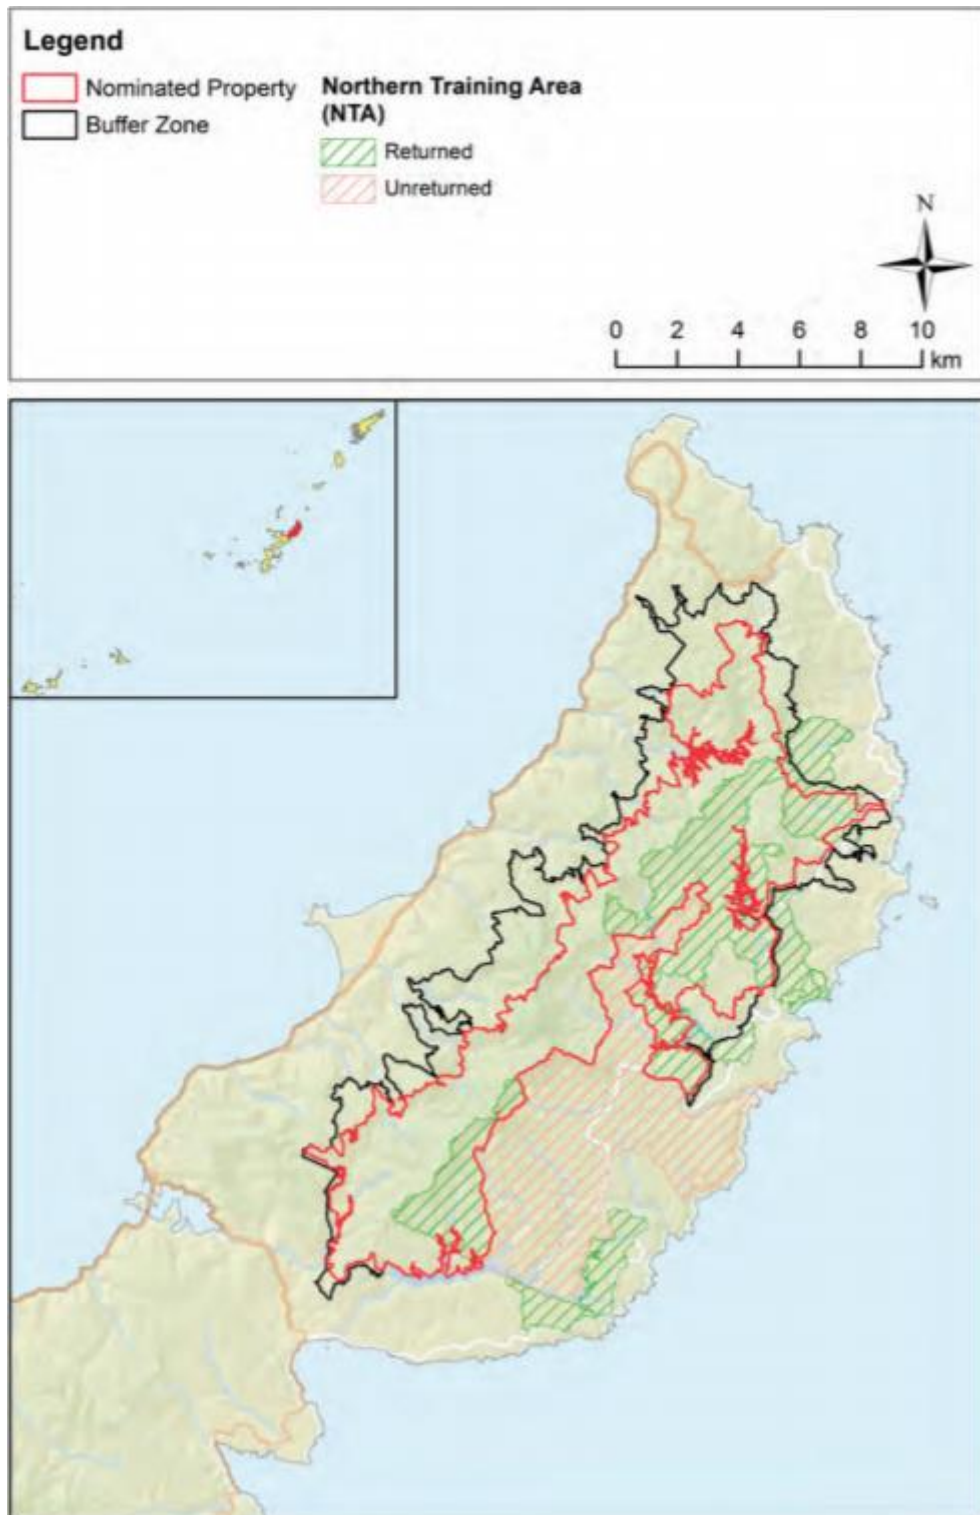 Legend
Nominated Property
Buffer Zone
Northern Training Area
(NTA)
Returned
Unreturned
N
0 2 4 6 8 10
km